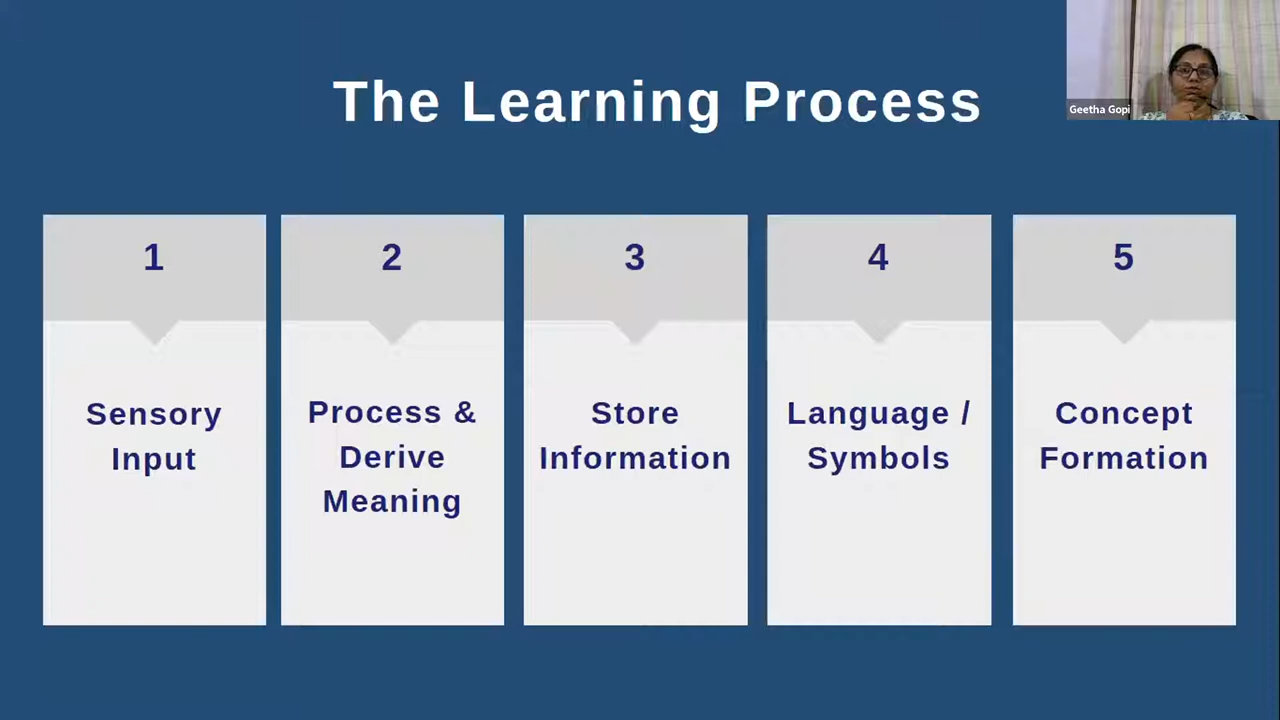 The Learning Process
Geetha Gopi
1
2
3
4
5
Sensory
Input
Process &
Derive
Meaning
Store
Information
Language /
Symbols
Concept
Formation